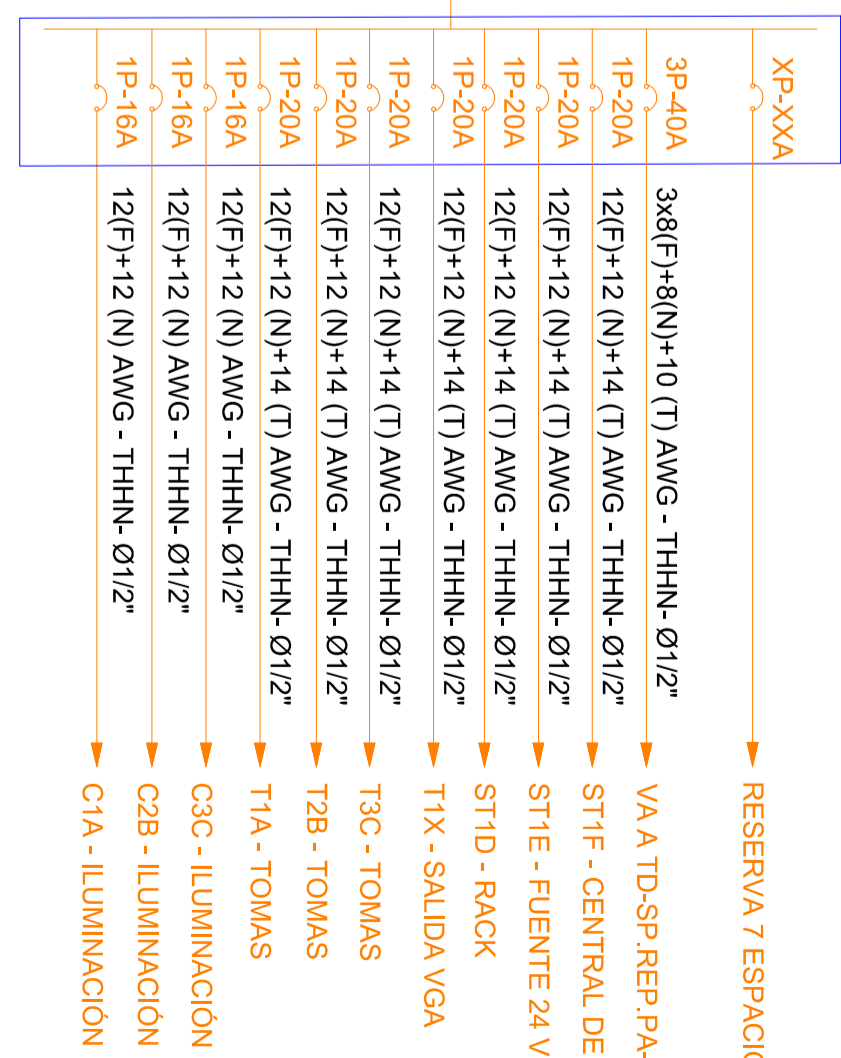 XP-XXA
RESERVA 7
3P-40A
3x8(F)+8(N)+10 (T) AWG - THHN- Ø1/2"
VA A TD-SP.REP.PA-
1P-20A
12(F)+12 (N)+14 (T) AWG - THHN- Ø1/2"
ST1F - CENTRAL DE
1P-20A
12(F)+12 (N)+14 (T) AWG - THHN- Ø1/2"
ST1E - FUENTE 24 V
1P-20A
12(F)+12 (N)+14 (T) AWG - THHN- Ø1/2"
ST1D - RACK
1P-20A
12(F)+12 (N)+14 (T) AWG - THHN- Ø1/2"
T1X - SALIDA VGA
1P-20A
12(F)+12 (N)+14 (T) AWG - THHN- Ø1/2"
T3C - TOMAS
1P-20A
12(F)+12 (N)+14 (T) AWG - THHN- Ø1/2"
T2B - TOMAS
1P-20A
12(F)+12 (N)+14 (T) AWG - THHN- Ø1/2"
T1A - TOMAS
1P-16A
12(F)+12 (N) AWG - THHN- Ø1/2"
C3C - ILUMINACIÓN
1P-16A
12(F)+12 (N) AWG - THHN- Ø1/2"
C2B - ILUMINACIÓN
1P-16A
12(F)+12 (N) AWG - THHN- Ø1/2"
C1A - ILUMINACIÓN